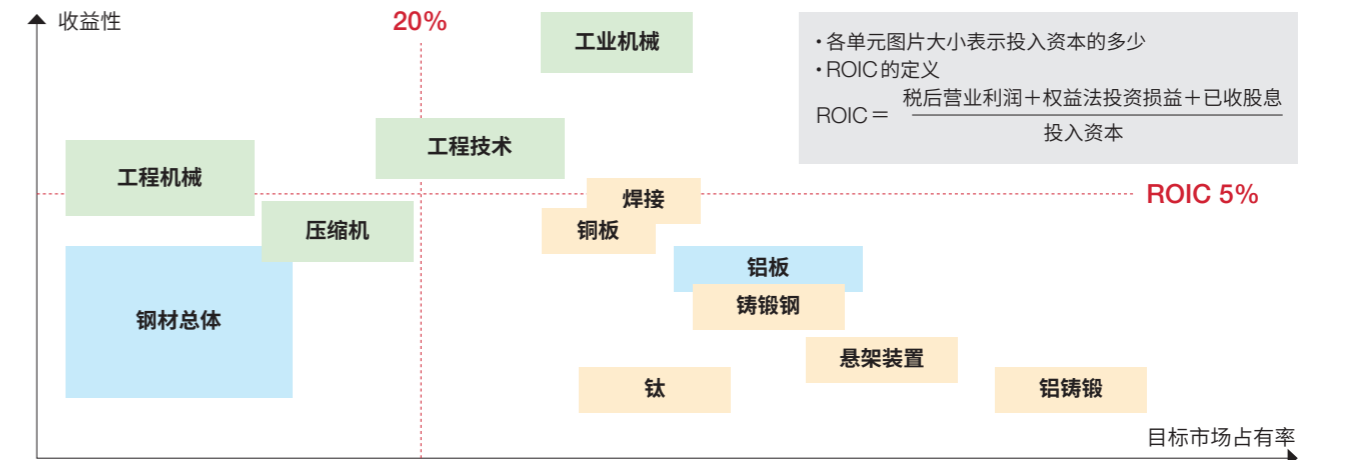 收益性
20%
工业机械
・各单元图片大小表示投入资本的多少
・ROIC的定义
ROIC＝
税后营业利润＋权益法投资损益＋已收股息
投入资本
工程技术
工程机械
焊接
ROIC 5%
压缩机
铜板
铝板
铸锻钢
钢材总体
悬架装置
钛
铝铸锻
目标市场占有率